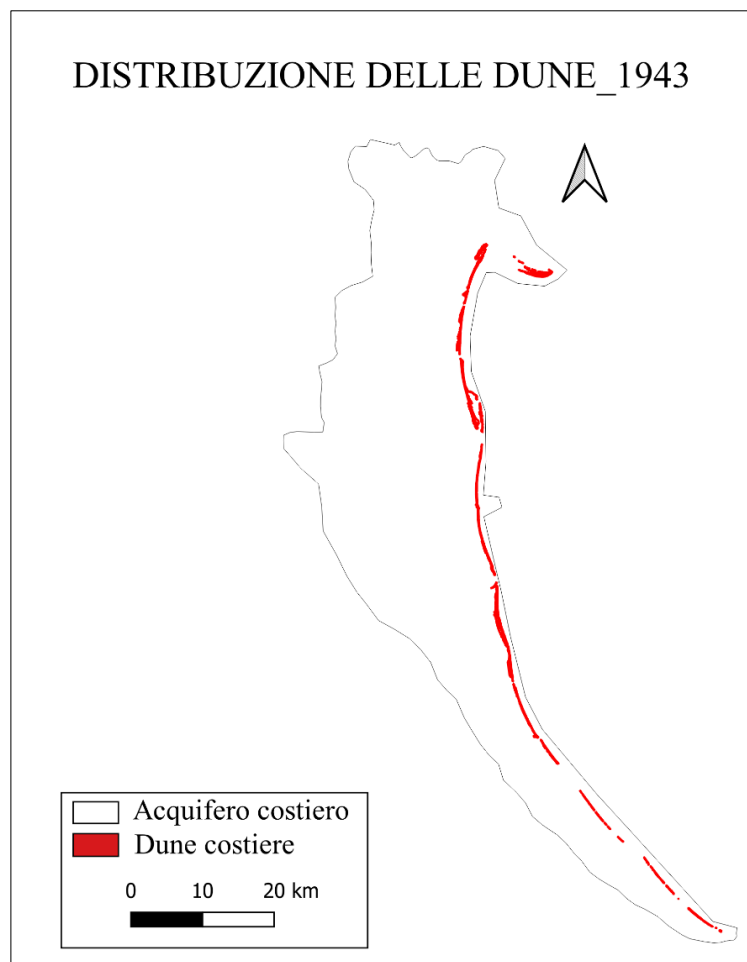 DISTRIBUZIONE DELLE DUNE_1943
Acquifero costiero
Dune costiere
0 10 20 km